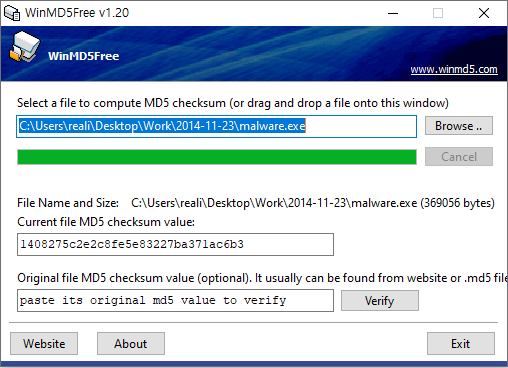 WinMD5Free v1.20
WinMD5Free
www.winmd5.com
Select a file to compute MD5 checksum (or drag and drop a file onto this window)
C:\Users\reali\Desktop\Work\2014-11-23\malware.exe
Browse ..
Cancel
File Name and Size: C:\Users\reali\Desktop\Work\2014-11-23\malware.exe (369056 bytes)
Current file MD5 checksum value:
1408275c2e2c8fe5e83227ba371ac6b3
Original file MD5 checksum value (optional). It usually can be found from website or .md5 file
paste its original md5 value to verify
Verify
Website
About
Exit